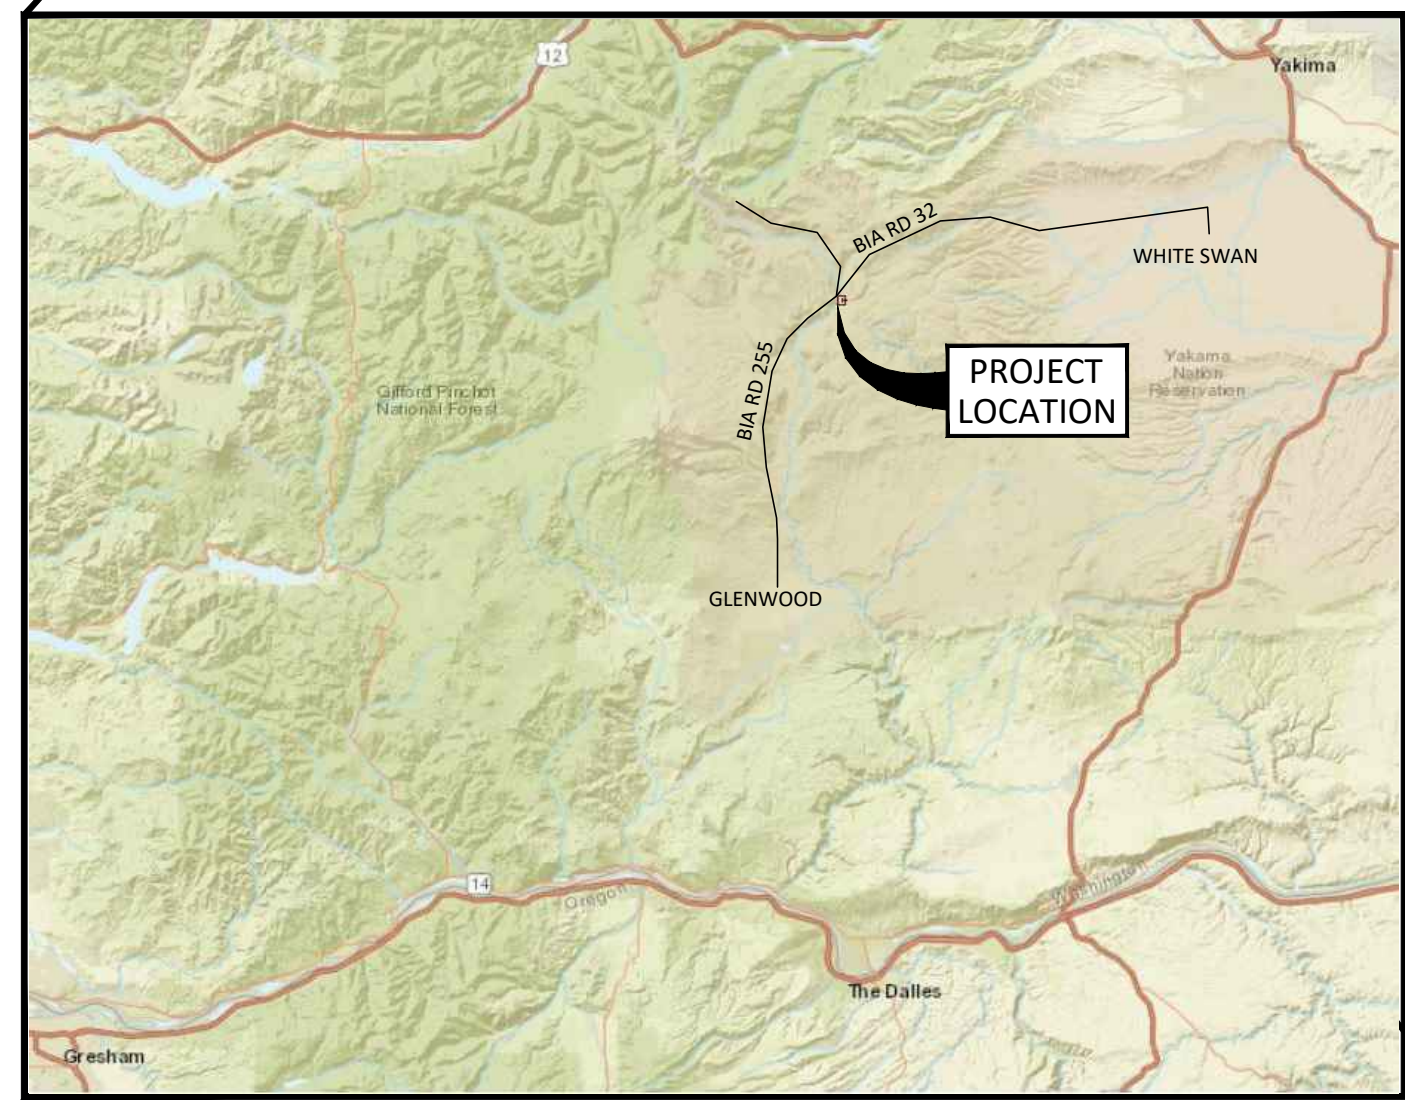 12
Yakima
BIA RD 32
WHITE SWAN
BIA RD 255
PROJECT
LOCATION
Yakama
Nation
Reservation
Gifford Pinchot
National Forest
GLENWOOD
14
Oregon
Washington
The Dalles
Gresham